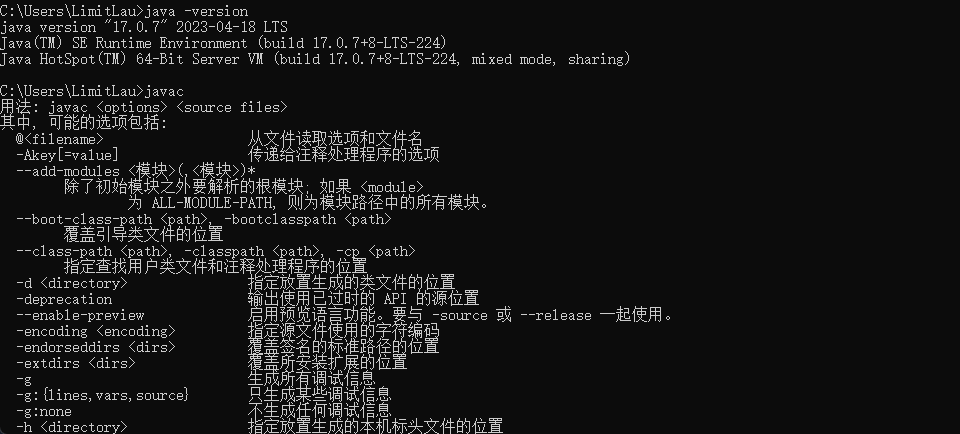 C:\Users\LimitLau>java -version
java version "17.0.7" 2023-04-18 LTS
Java(TM) SE Runtime Environment (build 17.0.7+8-LTS-224)
Java HotSpot(TM) 64-Bit Server VM (build 17.0.7+8-LTS-224, mixed mode, sharing)
C:\Users\LimitLau>javac
用法: javac <options> <source files>
其中, 可能的选项包括:
@<filename> 从文件读取选项和文件名
-Akey[=value] 传递给注释处理程序的选项
--add-modules <模块>(,<模块>)*
除了初始模块之外要解析的根模块; 如果 <module>
为 ALL-MODULE-PATH, 则为模块路径中的所有模块。
--boot-class-path <path>, -bootclasspath <path>
覆盖引导类文件的位置
--class-path <path>, -classpath <path>, -cp <path>
指定查找用户类文件和注释处理程序的位置
-d <directory> 指定放置生成的类文件的位置
-deprecation 输出使用已过时的 API 的源位置
--enable-preview 启用预览语言功能。要与 -source 或 --release 一起使用。
-encoding <encoding> 指定源文件使用的字符编码
-endorseddirs <dirs> 覆盖签名的标准路径的位置
-extdirs <dirs> 覆盖所安装扩展的位置
-g 生成所有调试信息
-g:{lines,vars,source} 只生成某些调试信息
-g:none 不生成任何调试信息
-h <directory> 指定放置生成的本机标头文件的位置